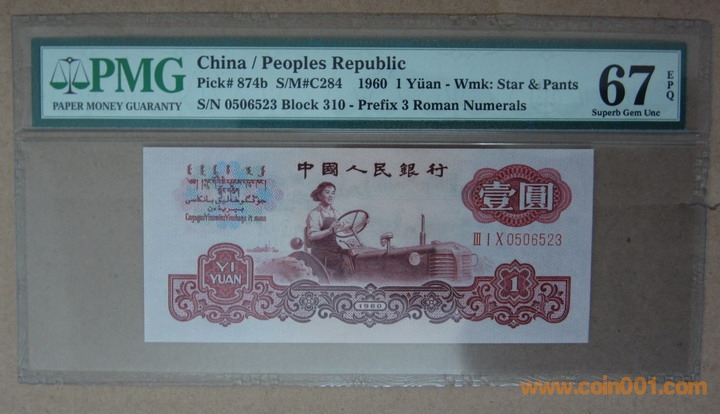 PMG
PAPER MONEY GUARANTY
China / Peoples Republic
Pick# 874b S/M#C284 1960 1 Yüan - Wmk: Star & Pants
S/N 0506523 Block 310 - Prefix 3 Roman Numerals
67 EPQ
Superb Gem Unc
中國人民銀行
壹圓
III I X 0506523
YI
YUAN
1960
1
www.coin001.com